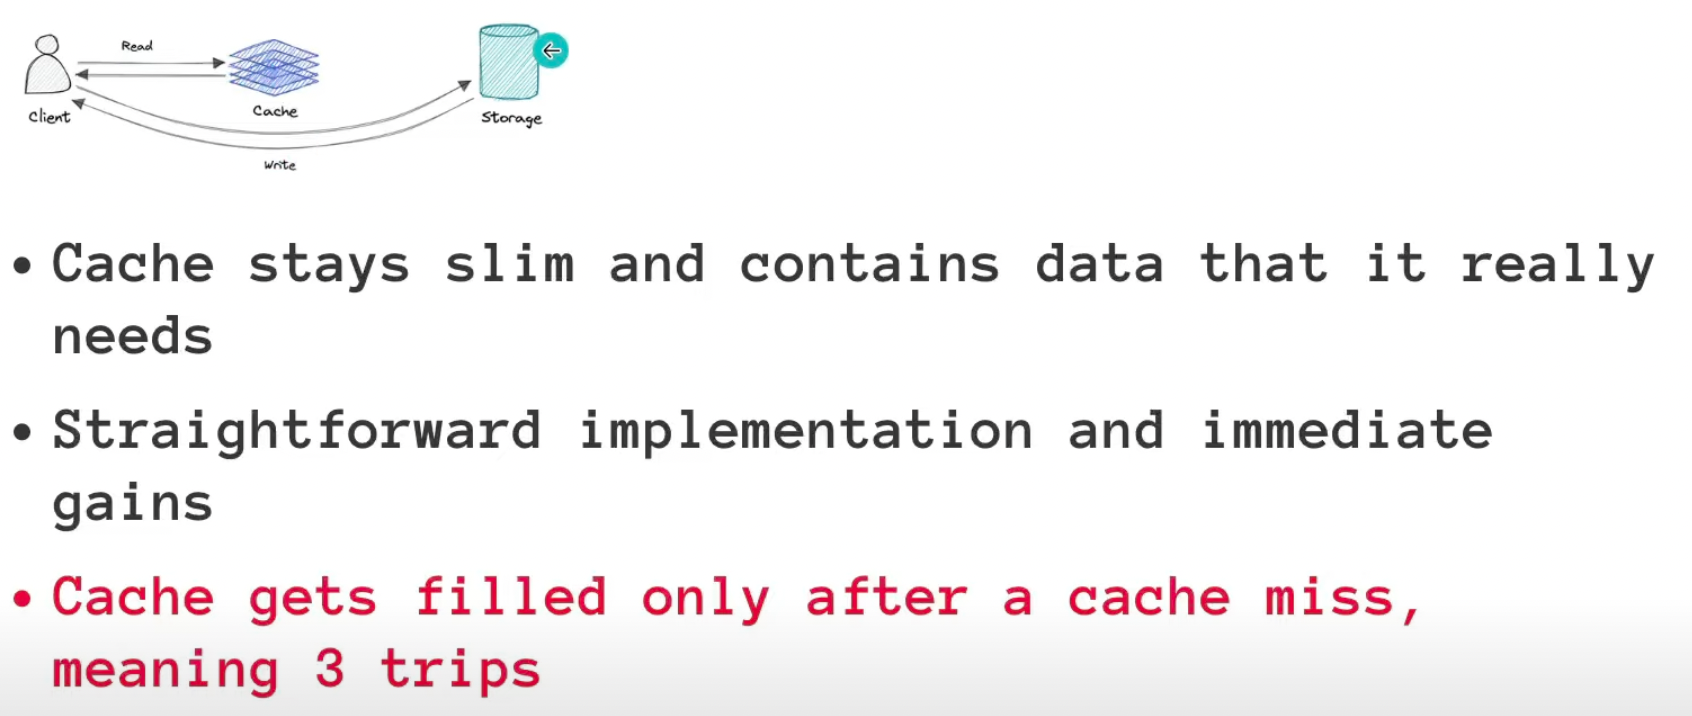 Read
Cache
Client
Storage
Write
• Cache stays slim and contains data that it really
needs
• Straightforward implementation and immediate
gains
• Cache gets filled only after a cache miss,
meaning 3 trips